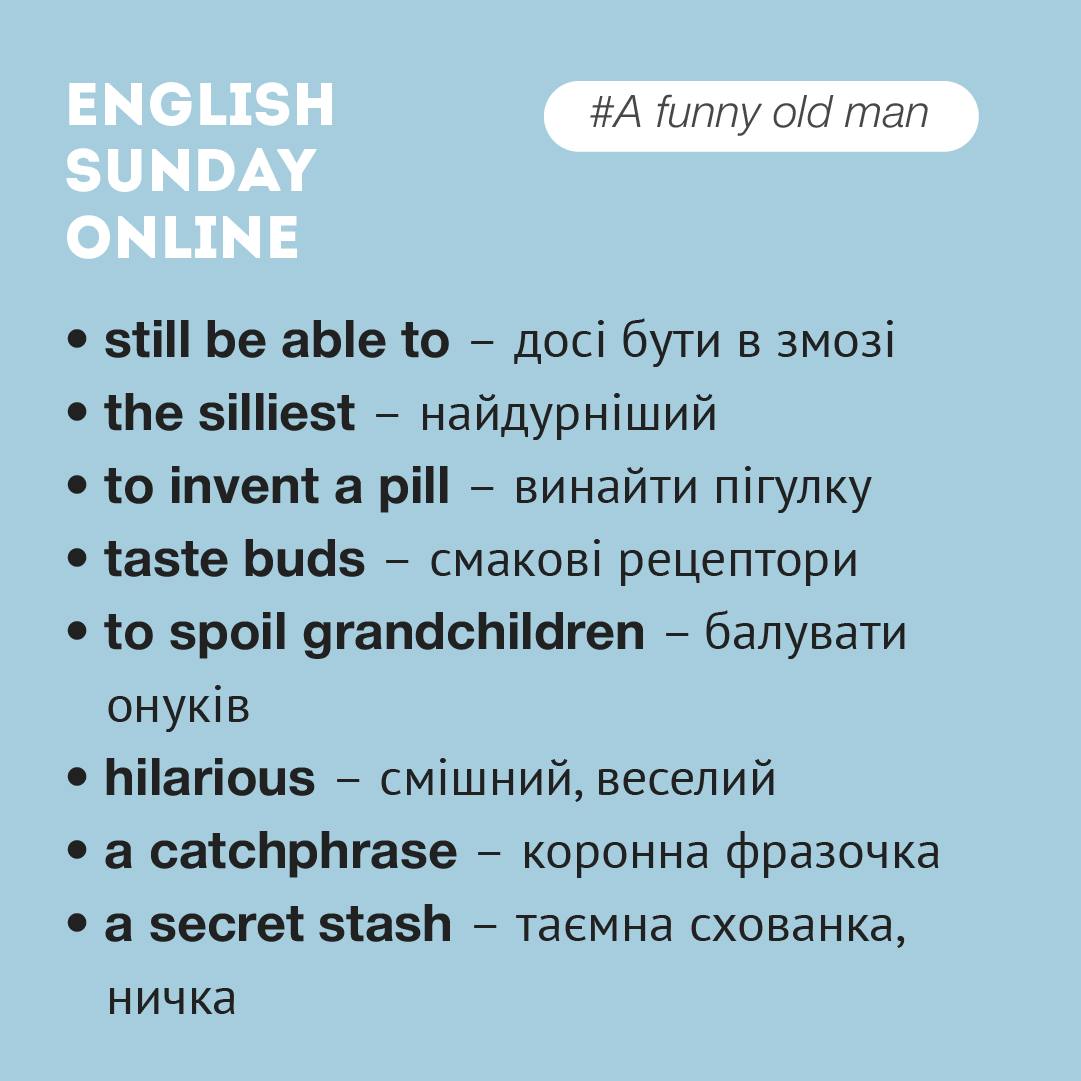 ENGLISH
SUNDAY
ONLINE
#A funny old man
• still be able to – досі бути в змозі
• the silliest – найдурніший
• to invent a pill – винайти пігулку
• taste buds – смакові рецептори
• to spoil grandchildren – балувати
онуків
• hilarious – смішний, веселий
• a catchphrase – коронна фразочка
• a secret stash – таємна схованка,
ничка